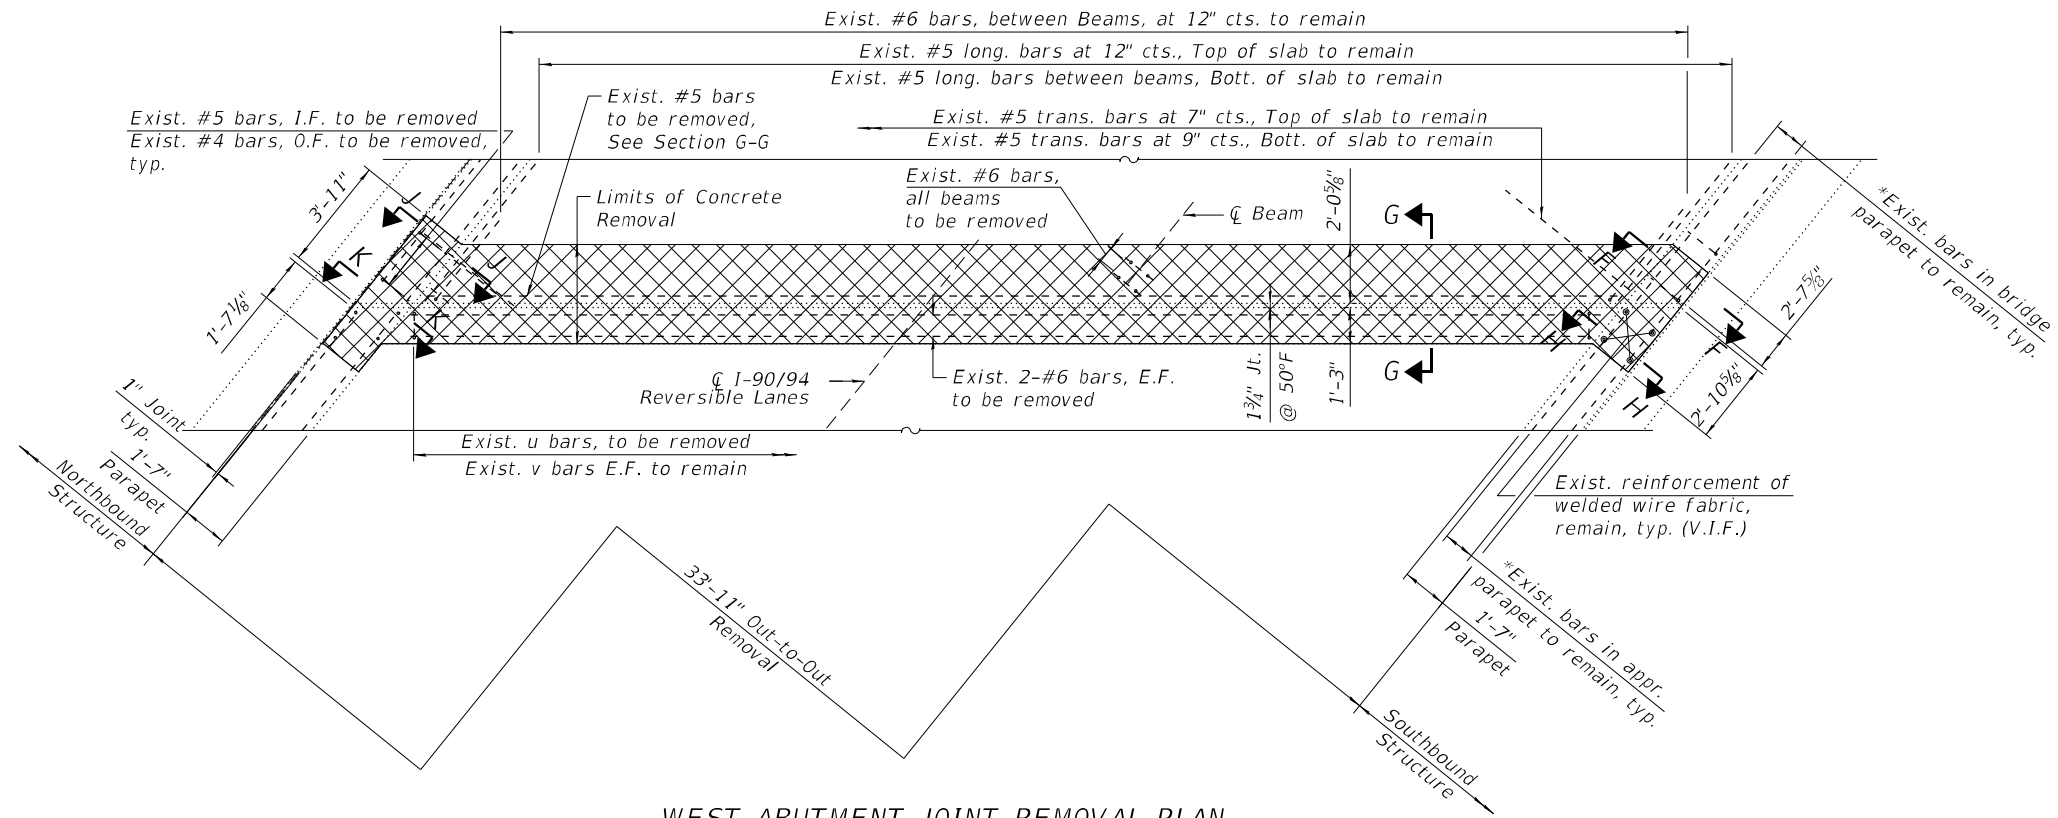 Exist. #6 bars, between Beams, at 12" cts. to remain
Exist. #5 long. bars at 12" cts., Top of slab to remain
Exist. #5 long. bars between beams, Bott. of slab to remain
Exist. #5 bars
to be removed,
See Section G-G
Exist. #5 bars, I.F. to be removed
Exist. #4 bars, O.F. to be removed,
typ.
Exist. #5 trans. bars at 7" cts., Top of slab to remain
Exist. #5 trans. bars at 9" cts., Bott. of slab to remain
Limits of Concrete
Removal
Exist. #6 bars,
all beams
to be removed
℄ Beam
2'-0⅝"
G
*Exist. bars in bridge
parapet to remain, typ.
3'-11"
J
K
J
K
1'-7⅛"
F
2'-7⅝"
H
F
H
2'-10⅝"
G
1¾" Jt.
@ 50°F
1'-3"
℄ I-90/94
Reversible Lanes
Exist. 2-#6 bars, E.F.
to be removed
1" Joint
typ.
1'-7"
Parapet
Northbound
Structure
Exist. u bars, to be removed
Exist. v bars E.F. to remain
Exist. reinforcement of
welded wire fabric,
remain, typ. (V.I.F.)
33'-11" Out-to-Out
Removal
*Exist. bars in appr.
parapet to remain, typ.
1'-7"
Parapet
Southbound
Structure
WEST ABUTMENT JOINT REMOVAL PLAN